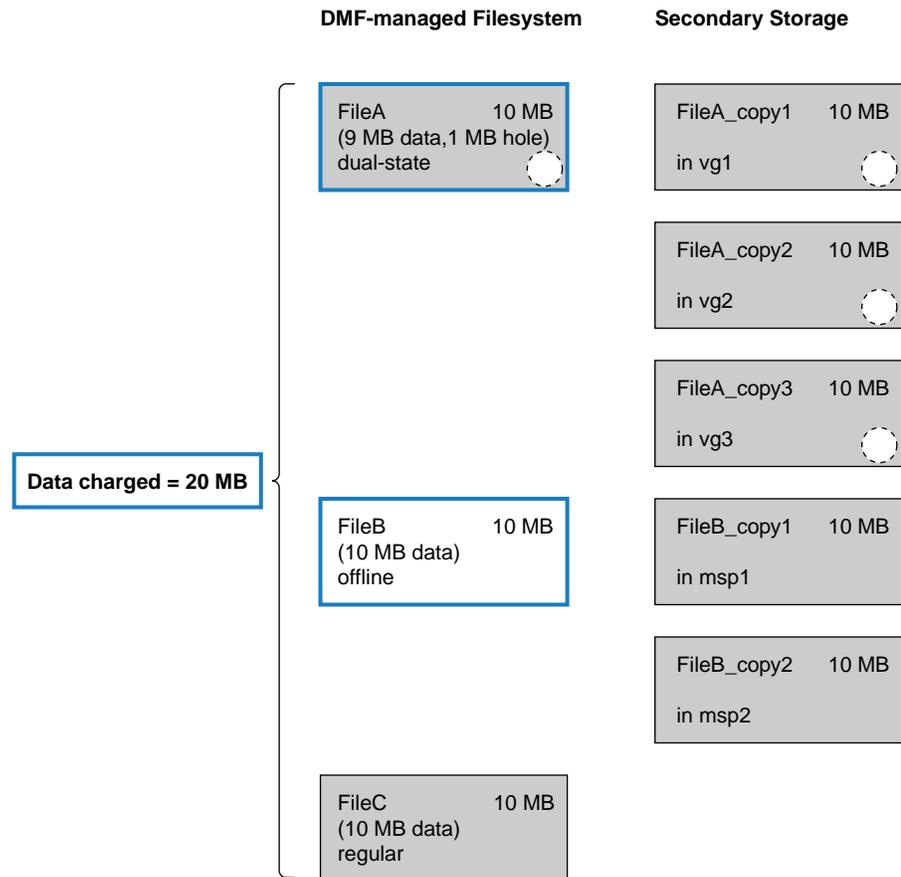 DMF-managed Filesystem
Secondary Storage
FileA 10 MB
(9 MB data,1 MB hole)
dual-state
FileA_copy1 10 MB
in vg1
FileA_copy2 10 MB
in vg2
FileA_copy3 10 MB
in vg3
Data charged = 20 MB
FileB 10 MB
(10 MB data)
offline
FileB_copy1 10 MB
in msp1
FileB_copy2 10 MB
in msp2
FileC 10 MB
(10 MB data)
regular